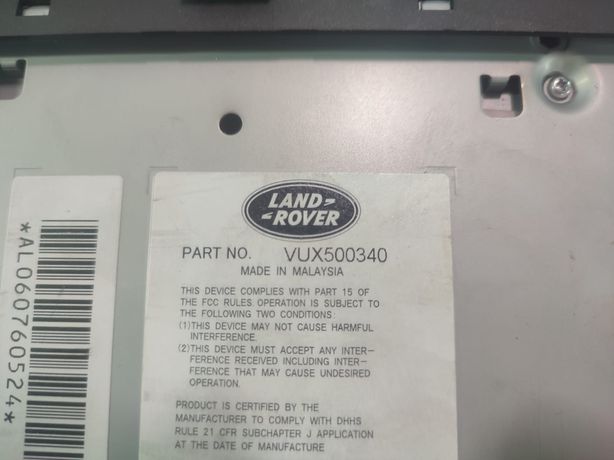 LAND-
-ROVER
PART NO. VUX500340
MADE IN MALAYSIA
THIS DEVICE COMPLIES WITH PART 15 OF
THE FCC RULES OPERATION IS SUBJECT TO
THE FOLLOWING TWO CONDITIONS:
(1)THIS DEVICE MAY NOT CAUSE HARMFUL
INTERFERENCE.
(2)THIS DEVICE MUST ACCEPT ANY INTER-
FERENCE RECEIVED INCLUDING INTER-
FERENCE THAT MAY CAUSE UNDESIRED
OPERATION.
PRODUCT IS CERTIFIED BY THE
MANUFACTURER TO COMPLY WITH DHHS
RULE 21 CFR SUBCHAPTER J APPLICATION
AT THE DATE OF MANUFACTURE
*AL060760524*